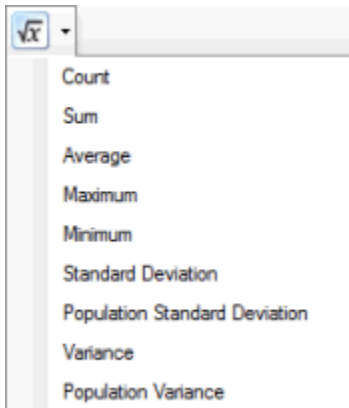 √x
Count
Sum
Average
Maximum
Minimum
Standard Deviation
Population Standard Deviation
Variance
Population Variance